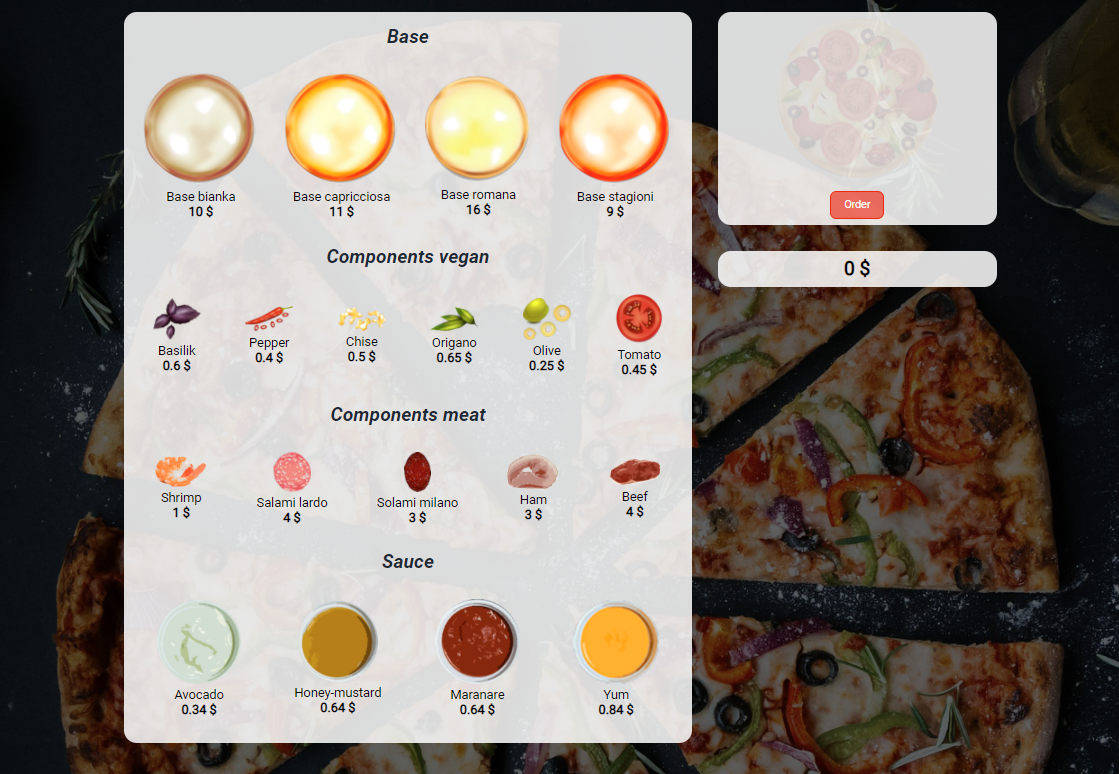 Base
Base bianka
10 $
Base capricciosa
11 $
Base romana
16 $
Base stagioni
9 $
Components vegan
Basilik
0.6 $
Pepper
0.4 $
Chise
0.5 $
Origano
0.65 $
Olive
0.25 $
Tomato
0.45 $
Components meat
Shrimp
1 $
Salami lardo
4 $
Solami milano
3 $
Ham
3 $
Beef
4 $
Sauce
Avocado
0.34 $
Honey-mustard
0.64 $
Maranare
0.64 $
Yum
0.84 $
Order
0 $